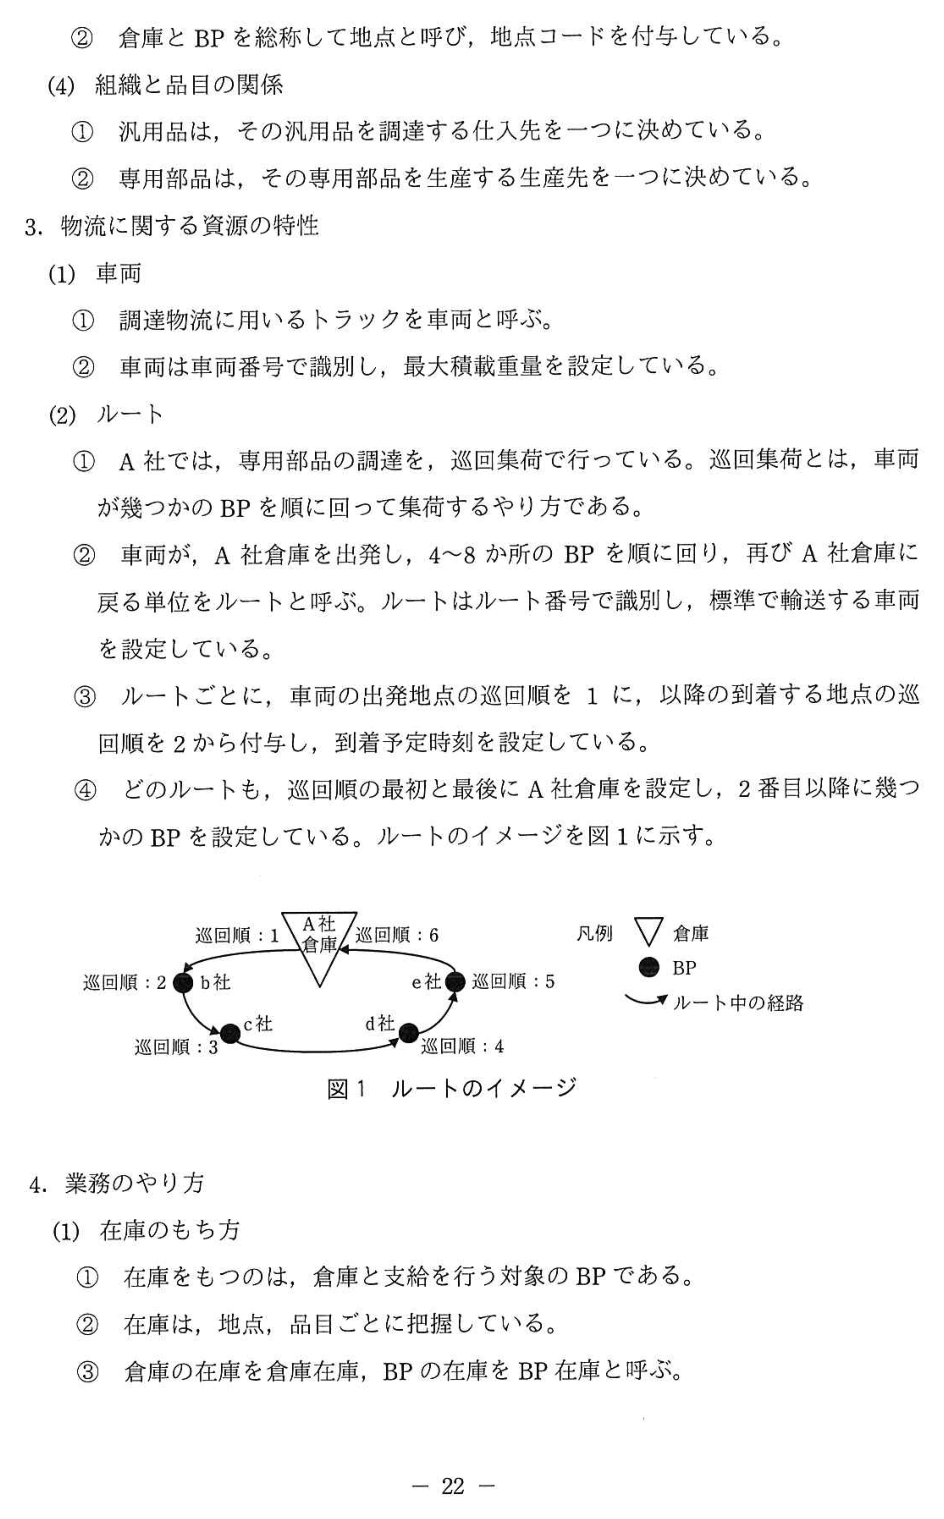 ② 倉庫と BP を総称して地点と呼び，地点コードを付与している。
(4) 組織と品目の関係
① 汎用品は，その汎用品を調達する仕入先を一つに決めている。
② 専用部品は，その専用部品を生産する生産先を一つに決めている。
3. 物流に関する資源の特性
(1) 車両
① 調達物流に用いるトラックを車両と呼ぶ。
② 車両は車両番号で識別し，最大積載重量を設定している。
(2) ルート
① A 社では，専用部品の調達を，巡回集荷で行っている。巡回集荷とは，車両
が幾つかの BP を順に回って集荷するやり方である。
② 車両が，A 社倉庫を出発し，4～8 か所の BP を順に回り，再び A 社倉庫に
戻る単位をルートと呼ぶ。ルートはルート番号で識別し，標準で輸送する車両
を設定している。
③ ルートごとに，車両の出発地点の巡回順を 1 に，以降の到着する地点の巡
回順を 2 から付与し，到着予定時刻を設定している。
④ どのルートも，巡回順の最初と最後に A 社倉庫を設定し，2 番目以降に幾つ
かの BP を設定している。ルートのイメージを図 1 に示す。
巡回順：1
A社
倉庫
巡回順：6
巡回順：2
b社
e社
巡回順：5
c社
d社
巡回順：3
巡回順：4
凡例
倉庫
BP
ルート中の経路
図 1 ルートのイメージ
4. 業務のやり方
(1) 在庫のもち方
① 在庫をもつのは，倉庫と支給を行う対象の BP である。
② 在庫は，地点，品目ごとに把握している。
③ 倉庫の在庫を倉庫在庫，BP の在庫を BP 在庫と呼ぶ。
－ 22 －